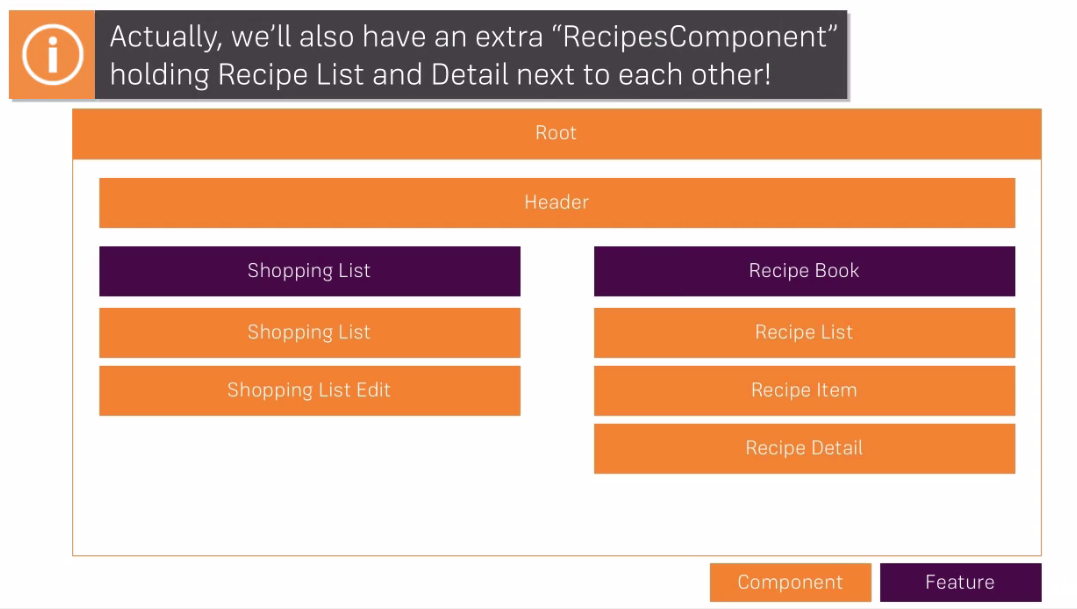 Actually, we’ll also have an extra “RecipesComponent”
holding Recipe List and Detail next to each other!
Root
Header
Shopping List
Recipe Book
Shopping List
Recipe List
Shopping List Edit
Recipe Item
Recipe Detail
Component
Feature